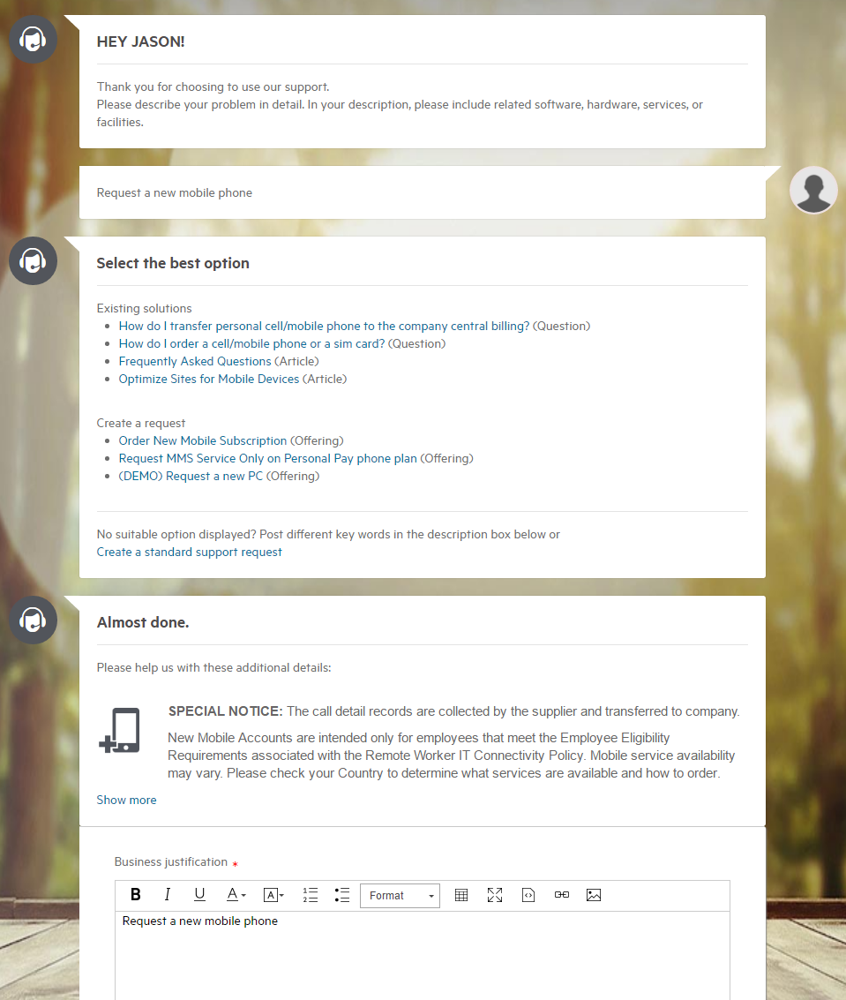 HEY JASON!
Thank you for choosing to use our support.
Please describe your problem in detail. In your description, please include related software, hardware, services, or
facilities.
Request a new mobile phone
Select the best option
Existing solutions
How do I transfer personal cell/mobile phone to the company central billing? (Question)
How do I order a cell/mobile phone or a sim card? (Question)
Frequently Asked Questions (Article)
Optimize Sites for Mobile Devices (Article)
Create a request
Order New Mobile Subscription (Offering)
Request MMS Service Only on Personal Pay phone plan (Offering)
(DEMO) Request a new PC (Offering)
No suitable option displayed? Post different key words in the description box below or
Create a standard support request
Almost done.
Please help us with these additional details:
SPECIAL NOTICE: The call detail records are collected by the supplier and transferred to company.
New Mobile Accounts are intended only for employees that meet the Employee Eligibility
Requirements associated with the Remote Worker IT Connectivity Policy. Mobile service availability
may vary. Please check your Country to determine what services are available and how to order.
Show more
Business justification *
B I U A A Format
Request a new mobile phone